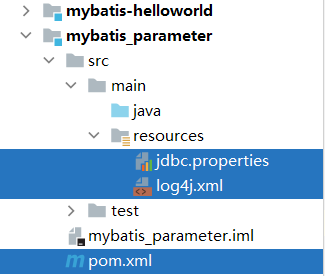 mybatis-helloworld
mybatis_parameter
src
main
java
resources
jdbc.properties
log4j.xml
test
mybatis_parameter.iml
pom.xml